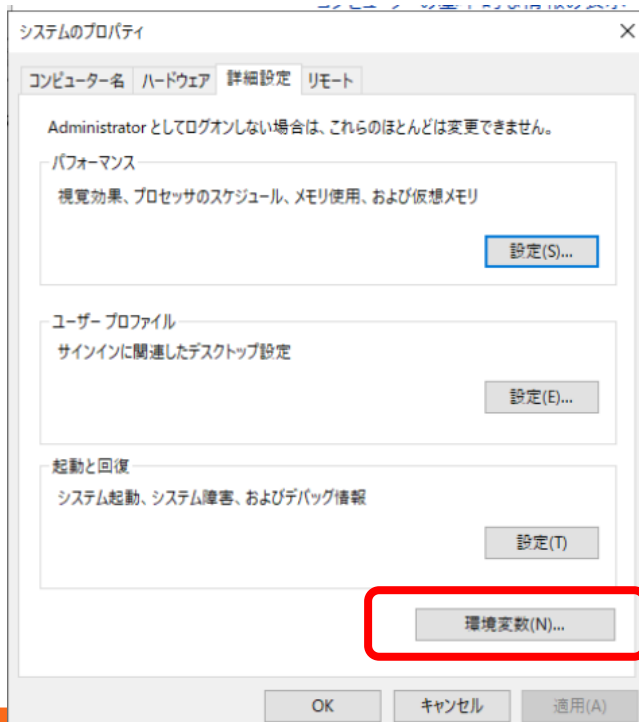 システムのプロパティ
コンピューター名 ハードウェア 詳細設定 リモート
Administrator としてログオンしない場合は、これらのほとんどは変更できません。
パフォーマンス
視覚効果、プロセッサのスケジュール、メモリ使用、および仮想メモリ
設定(S)...
ユーザー プロファイル
サインインに関連したデスクトップ設定
設定(E)...
起動と回復
システム起動、システム障害、およびデバッグ情報
設定(T)
環境変数(N)...
OK キャンセル 適用(A)